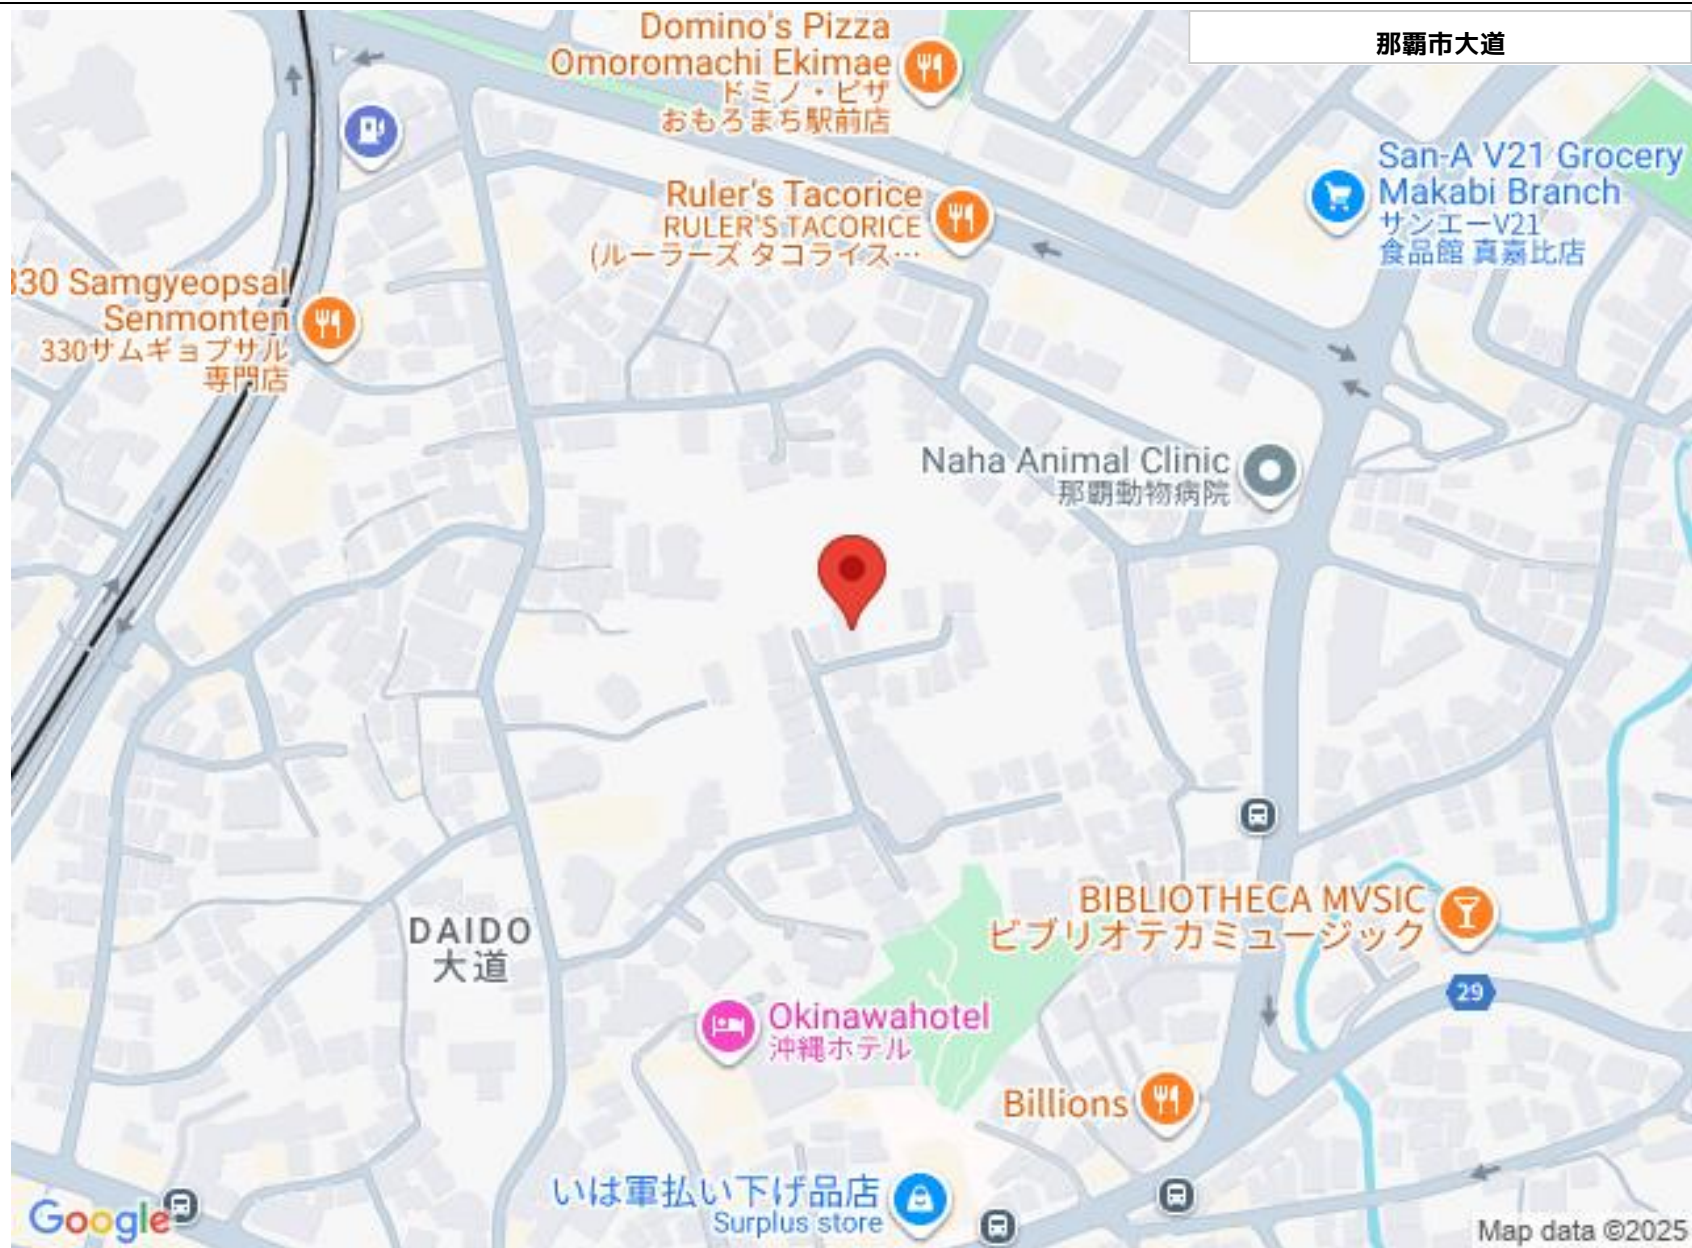 那覇市大道
Domino's Pizza
Omoromachi Ekimae
ドミノ・ピザ
おもろまち駅前店
San-A V21 Grocery
Makabi Branch
サンエーV21
食品館 真嘉比店
Ruler's Tacorice
RULER'S TACORICE
(ルーラーズ タコライス…
330 Samgyeopsal
Senmonten
330サムギョプサル
専門店
Naha Animal Clinic
那覇動物病院
BIBLIOTHECA MVSIC
ビブリオテカミュージック
DAIDO
大道
29
Okinawahotel
沖縄ホテル
Billions
いは軍払い下げ品店
Surplus store
Google
Map data ©2025